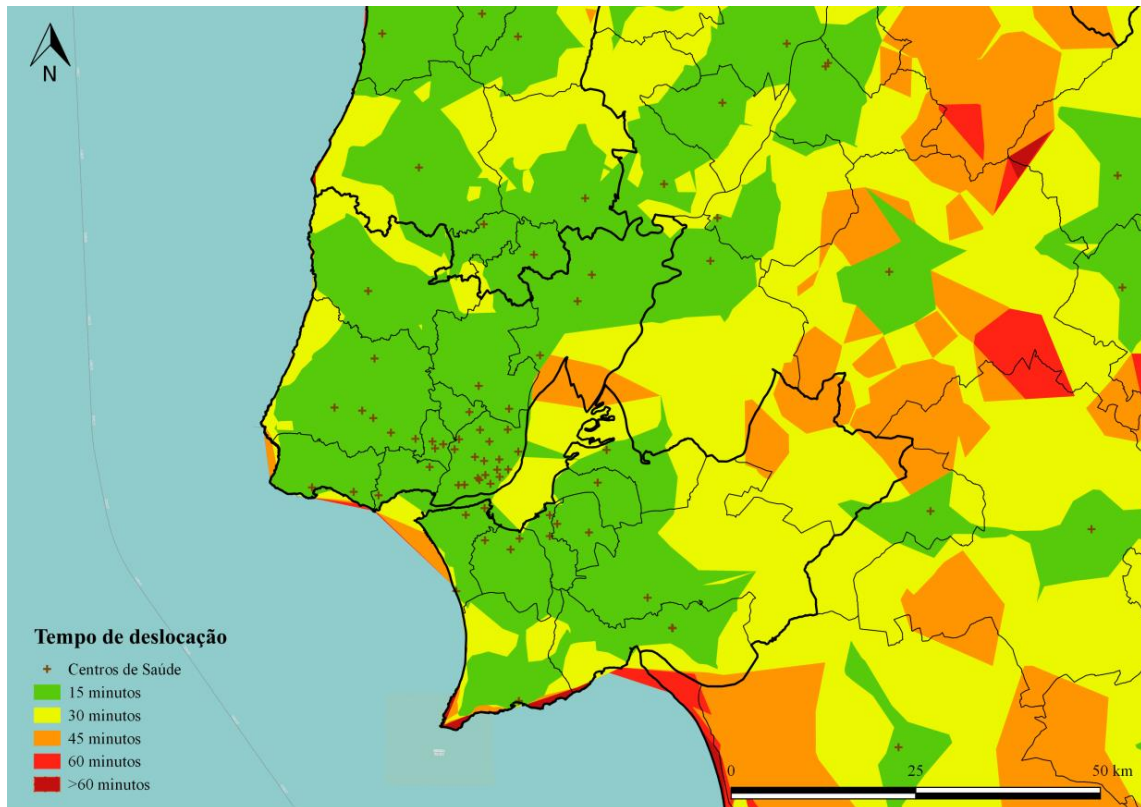 N
Tempo de deslocação
Centros de Saúde
15 minutos
30 minutos
45 minutos
60 minutos
>60 minutos
0 25 50 km